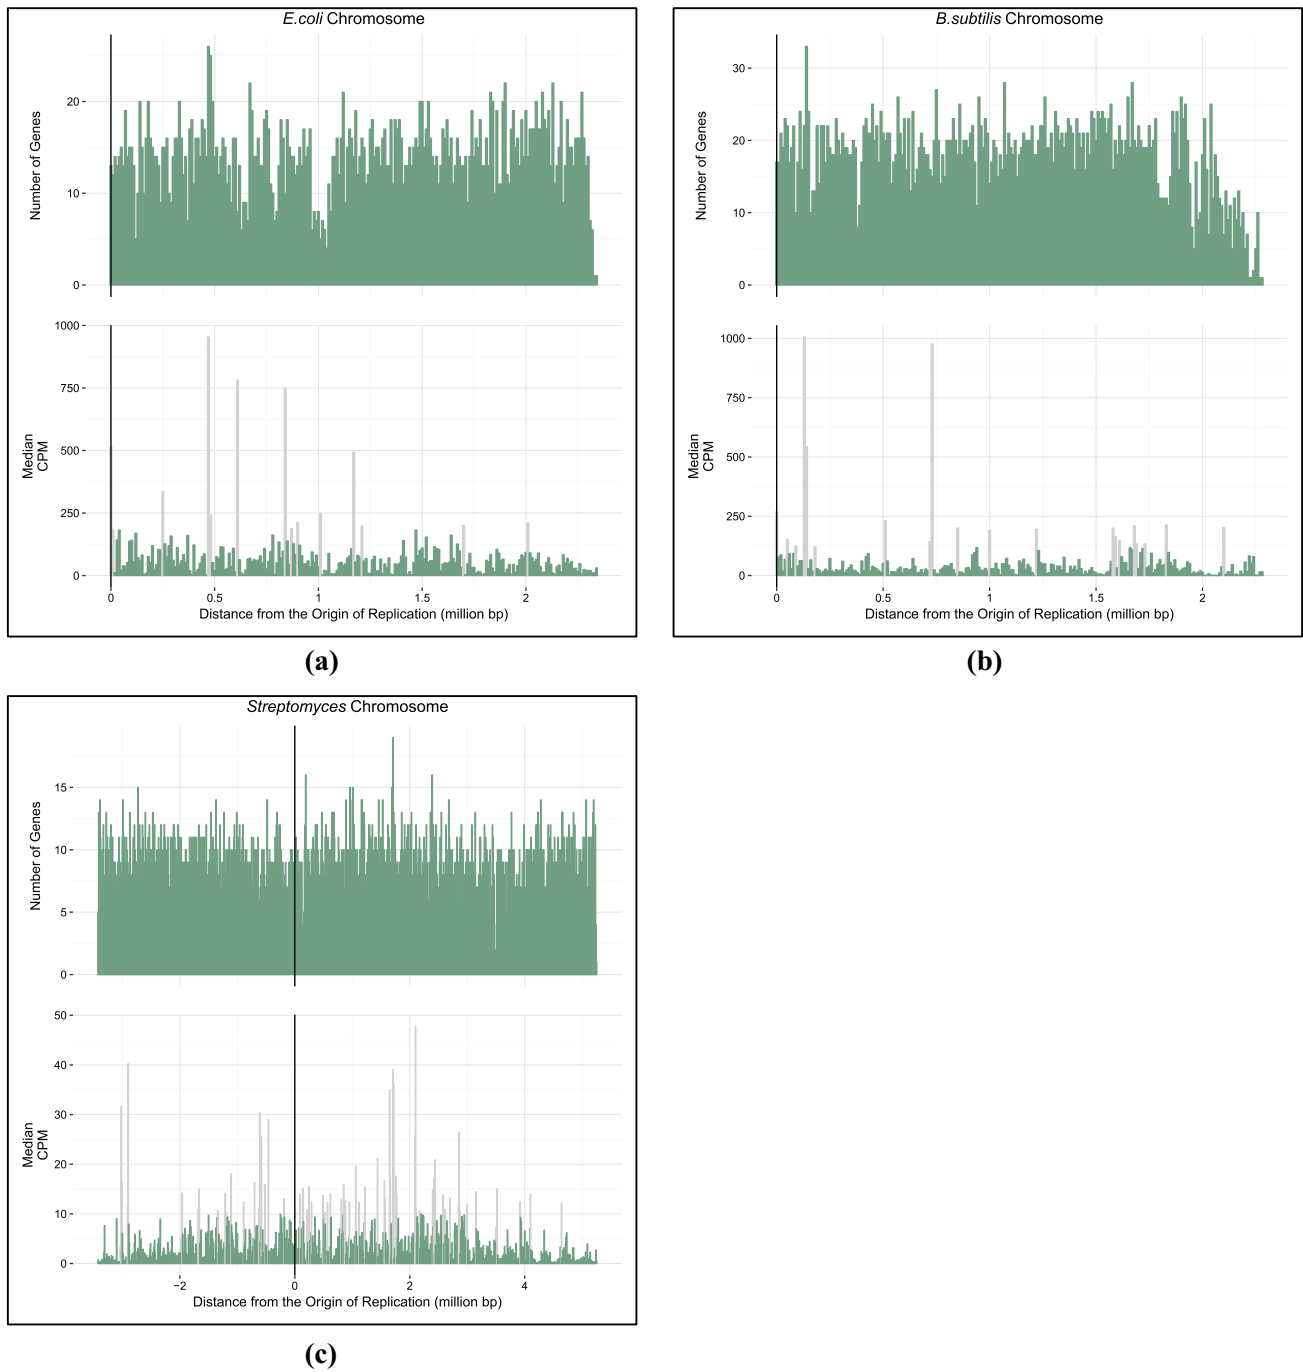 E.coli Chromosome
Number of Genes
20
10
0
Median
CPM
1000
750
500
250
0
0 0.5 1 1.5 2
Distance from the Origin of Replication (million bp)
(a)
B.subtilis Chromosome
Number of Genes
30
20
10
0
Median
CPM
1000
750
500
250
0
0 0.5 1 1.5 2
Distance from the Origin of Replication (million bp)
(b)
Streptomyces Chromosome
Number of Genes
15
10
5
0
Median
CPM
50
40
30
20
10
0
−2 0 2 4
Distance from the Origin of Replication (million bp)
(c)